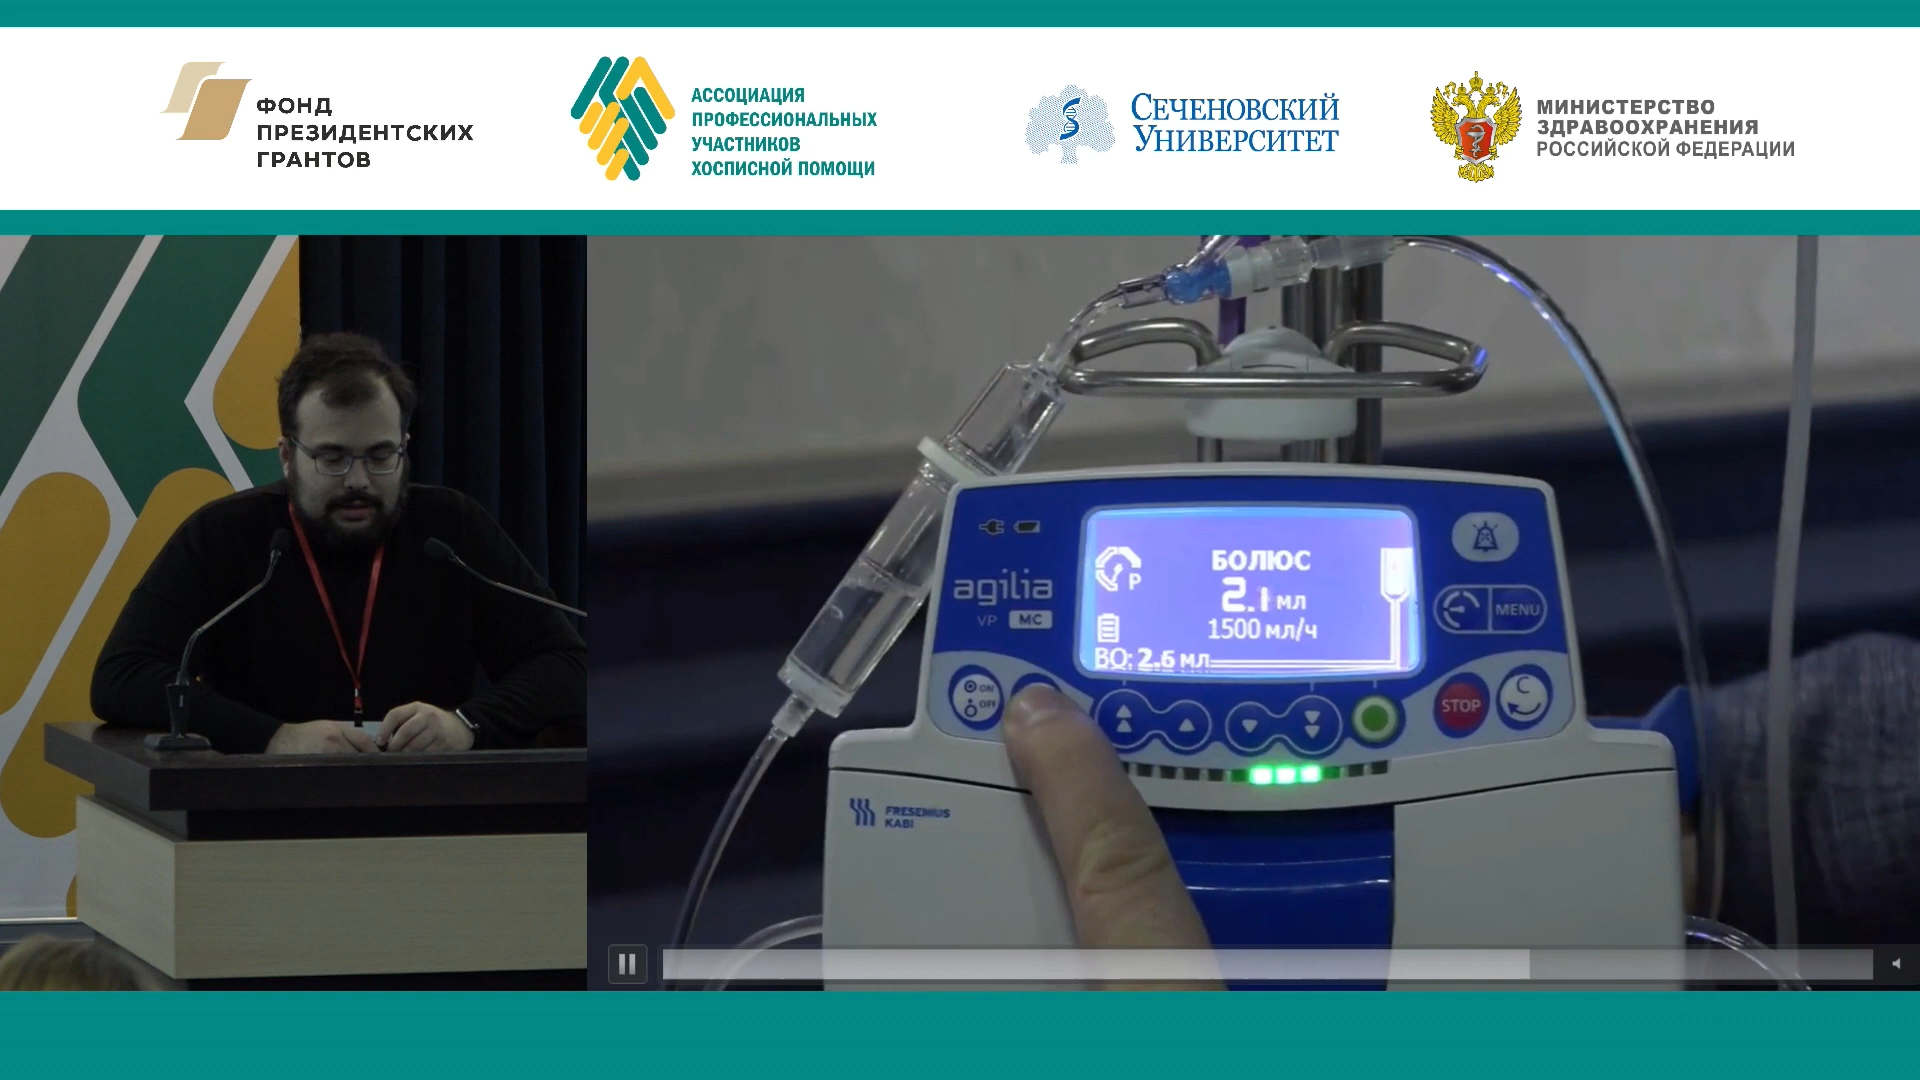 ФОНД
ПРЕЗИДЕНТСКИХ
ГРАНТОВ
АССОЦИАЦИЯ
ПРОФЕССИОНАЛЬНЫХ
УЧАСТНИКОВ
ХОСПИСНОЙ ПОМОЩИ
СЕЧЕНОВСКИЙ
УНИВЕРСИТЕТ
МИНИСТЕРСТВО
ЗДРАВООХРАНЕНИЯ
РОССИЙСКОЙ ФЕДЕРАЦИИ
agilia
VP MC
БОЛЮС
P
2.1 мл
1500 мл/ч
ВО: 2.6 мл
MENU
ON
OFF
STOP
C
FRESENIUS
KABI